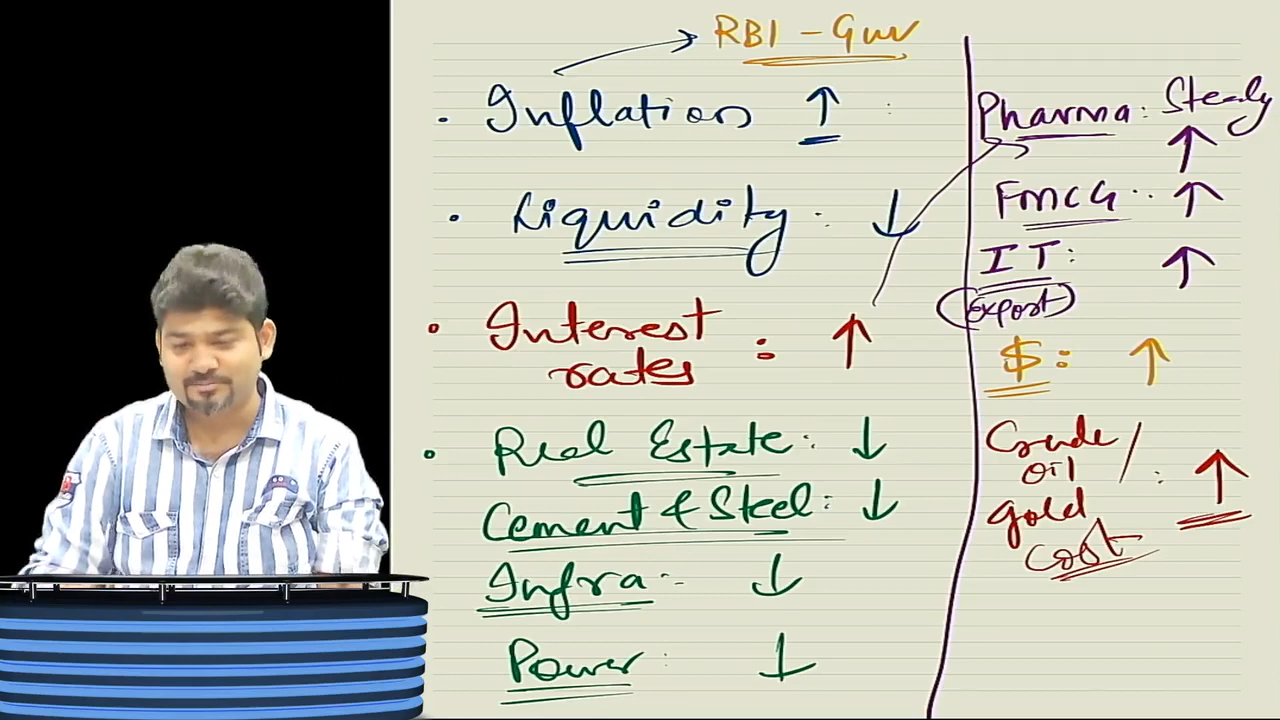 RBI - Guv
• Inflation ↑ :
• Liquidity : ↓
• Interest
rates : ↑
• Real Estate : ↓
Cement & Steel : ↓
Infra : ↓
Power : ↓
Pharma : Steady
↑
FMCG : ↑
IT : ↑
(export)
$ : ↑
Crude /
oil
Gold : ↑
cost